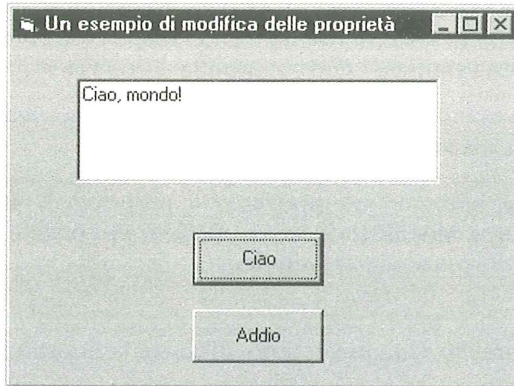 Un esempio di modifica delle proprietà
Ciao, mondo!
Ciao
Addio